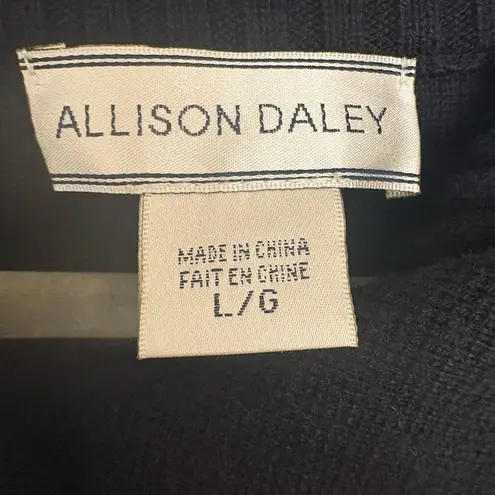 ALLISON DALEY
MADE IN CHINA
FAIT EN CHINE
L/G